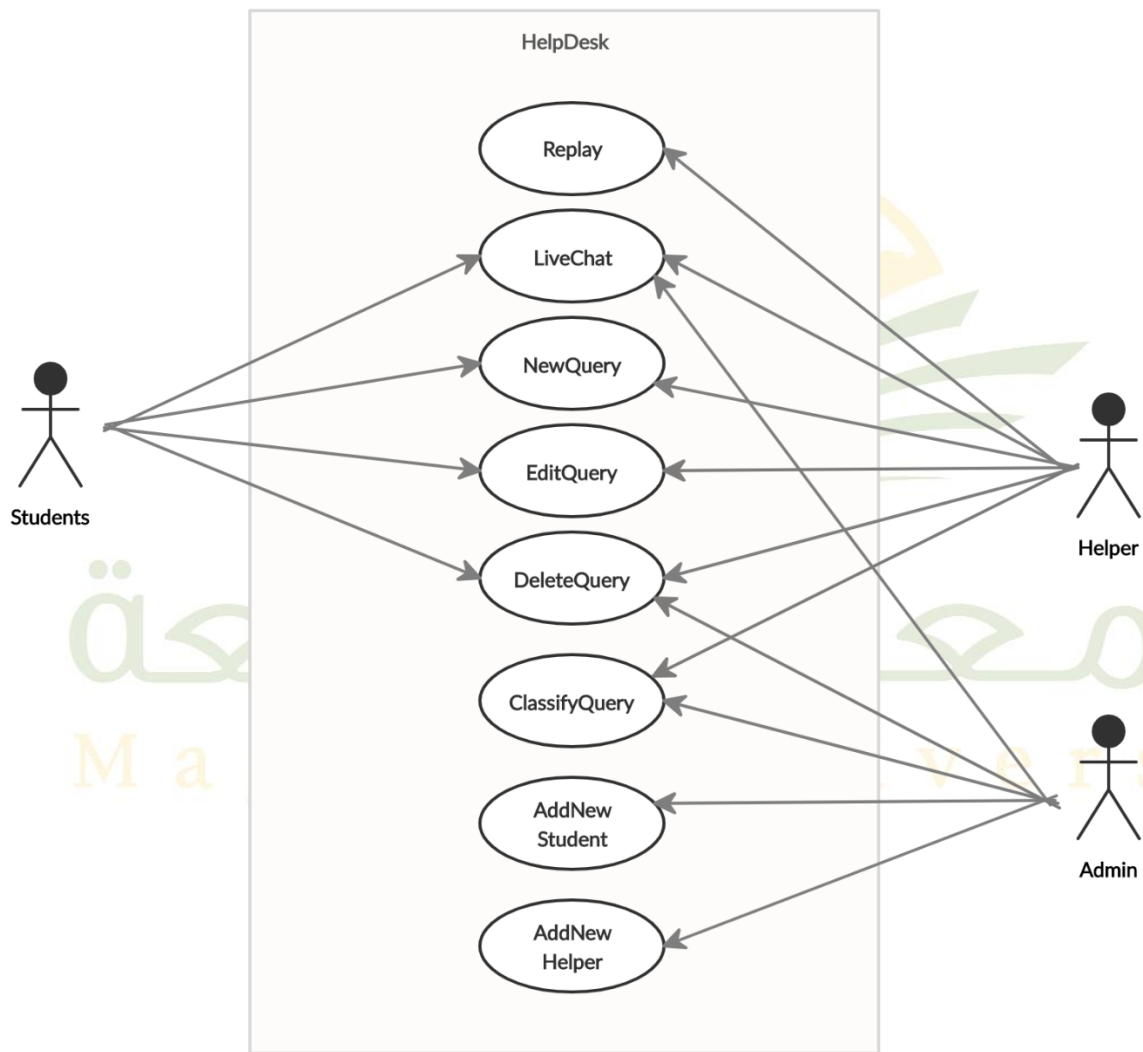 HelpDesk
Replay
LiveChat
NewQuery
EditQuery
DeleteQuery
ClassifyQuery
AddNew
Student
AddNew
Helper
Students
Helper
Admin